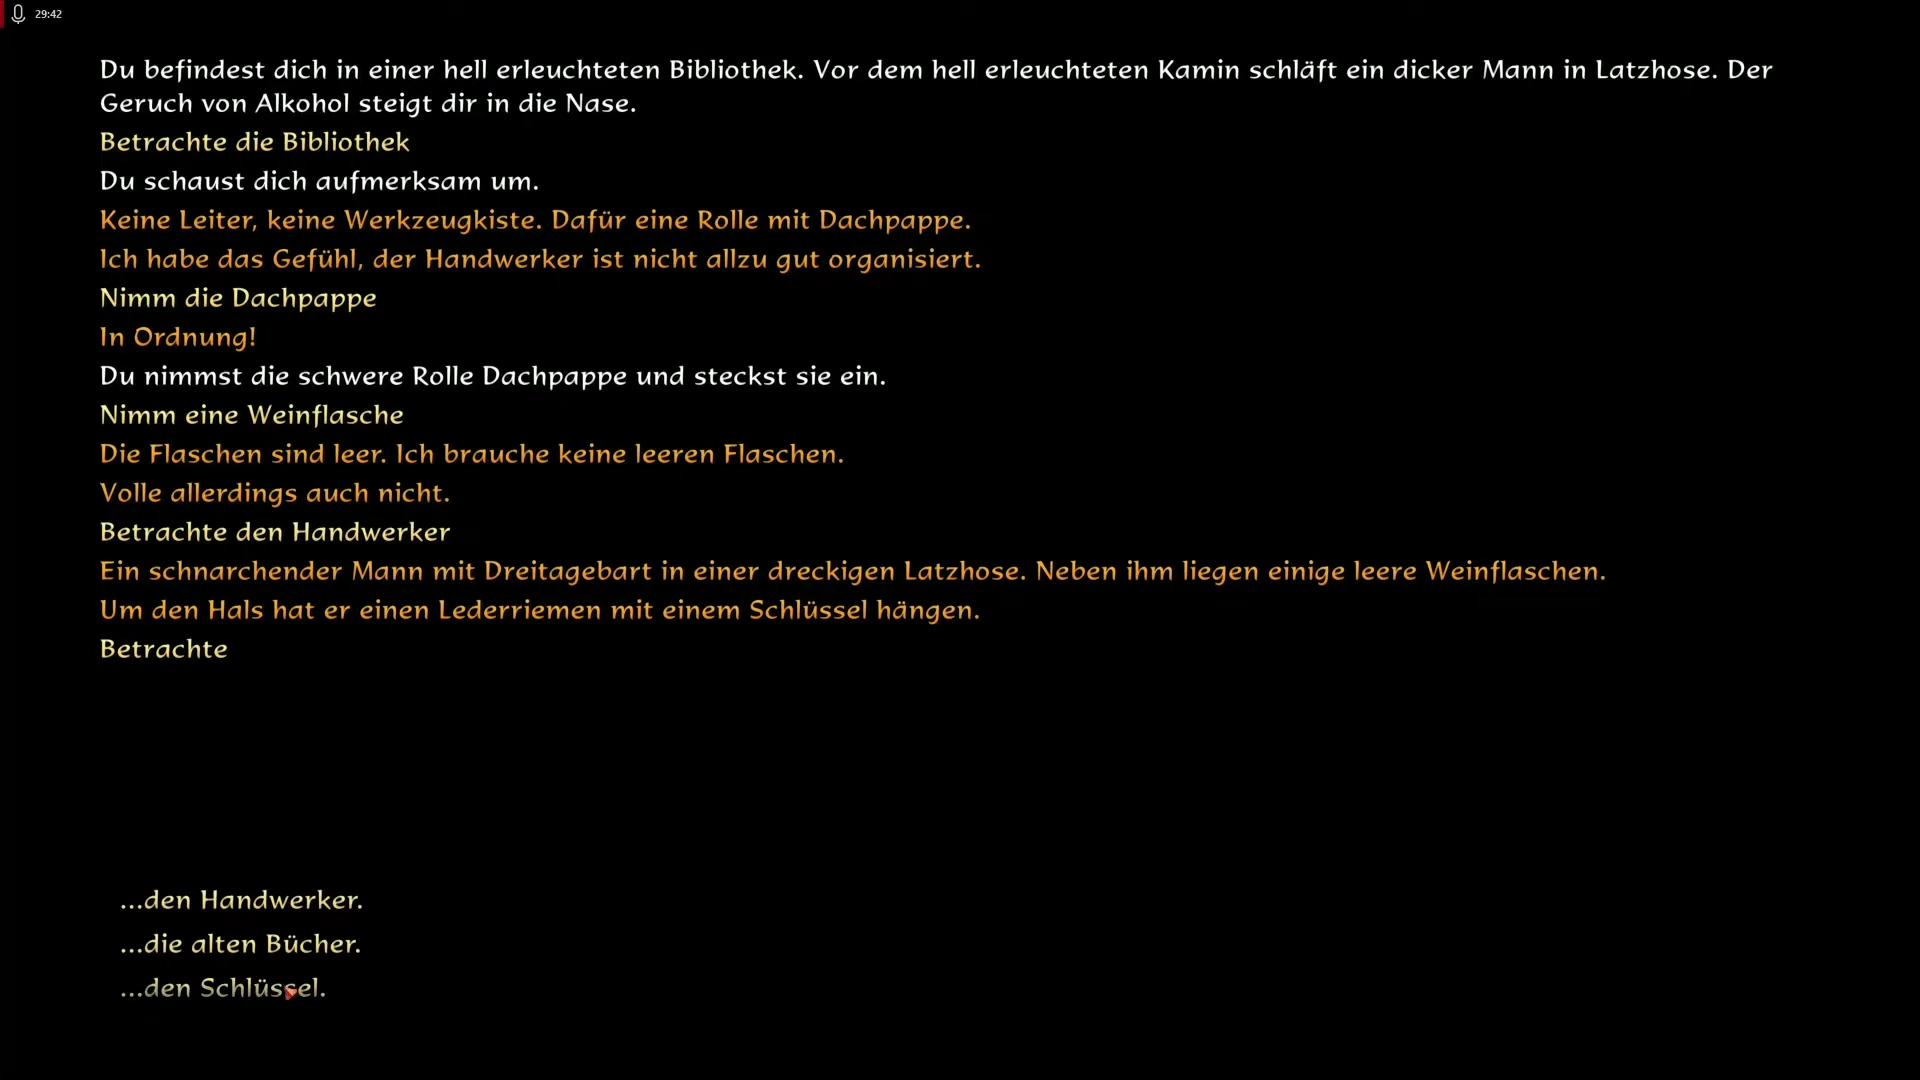 29:42
Du befindest dich in einer hell erleuchteten Bibliothek. Vor dem hell erleuchteten Kamin schläft ein dicker Mann in Latzhose. Der
Geruch von Alkohol steigt dir in die Nase.
Betrachte die Bibliothek
Du schaust dich aufmerksam um.
Keine Leiter, keine Werkzeugkiste. Dafür eine Rolle mit Dachpappe.
Ich habe das Gefühl, der Handwerker ist nicht allzu gut organisiert.
Nimm die Dachpappe
In Ordnung!
Du nimmst die schwere Rolle Dachpappe und steckst sie ein.
Nimm eine Weinflasche
Die Flaschen sind leer. Ich brauche keine leeren Flaschen.
Volle allerdings auch nicht.
Betrachte den Handwerker
Ein schnarchender Mann mit Dreitagebart in einer dreckigen Latzhose. Neben ihm liegen einige leere Weinflaschen.
Um den Hals hat er einen Lederriemen mit einem Schlüssel hängen.
Betrachte
...den Handwerker.
...die alten Bücher.
...den Schlüssel.